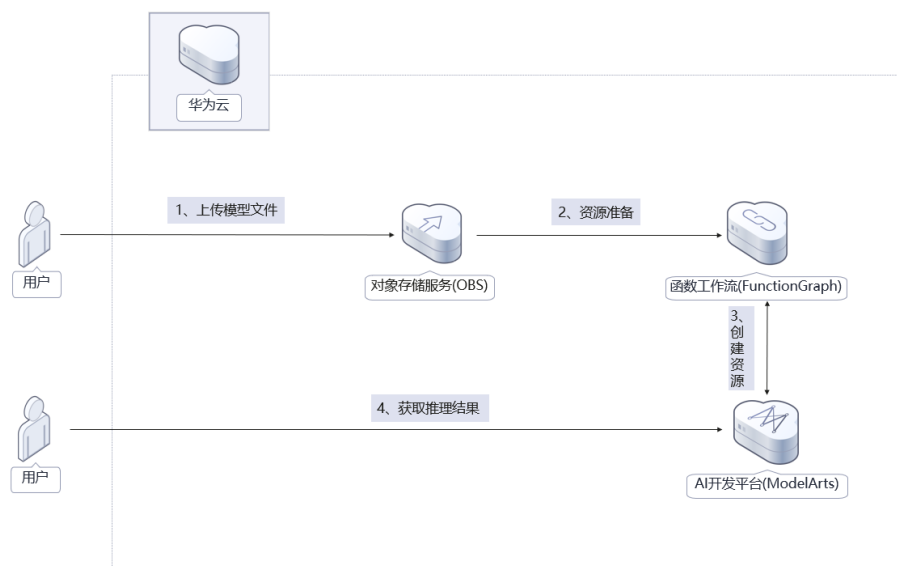 华为云
1、上传模型文件
2、资源准备
用户
对象存储服务(OBS)
函数工作流(FunctionGraph)
3、
创
建
资
源
4、获取推理结果
用户
AI开发平台(ModelArts)